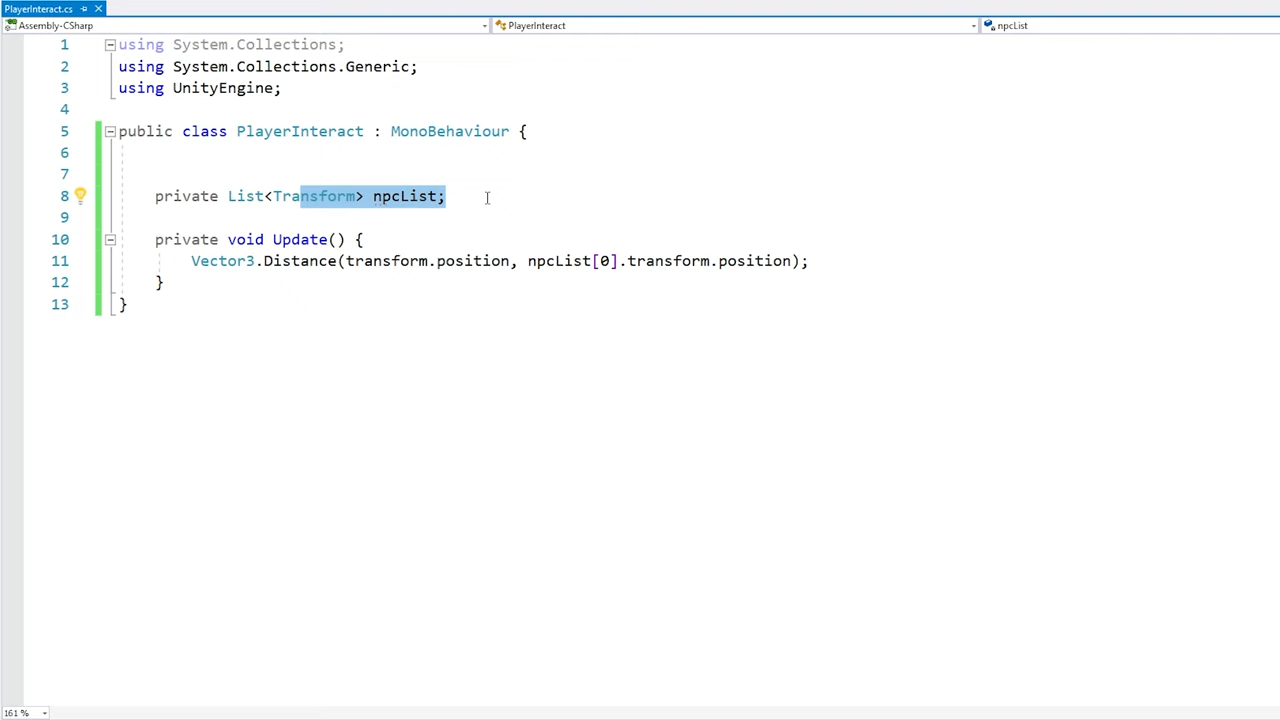 PlayerInteract.cs
Assembly-CSharp PlayerInteract npcList
1 using System.Collections;
2 using System.Collections.Generic;
3 using UnityEngine;
4
5 public class PlayerInteract : MonoBehaviour {
6
7
8 private List<Transform> npcList;
9
10 private void Update() {
11 Vector3.Distance(transform.position, npcList[0].transform.position);
12 }
13 }
161 %